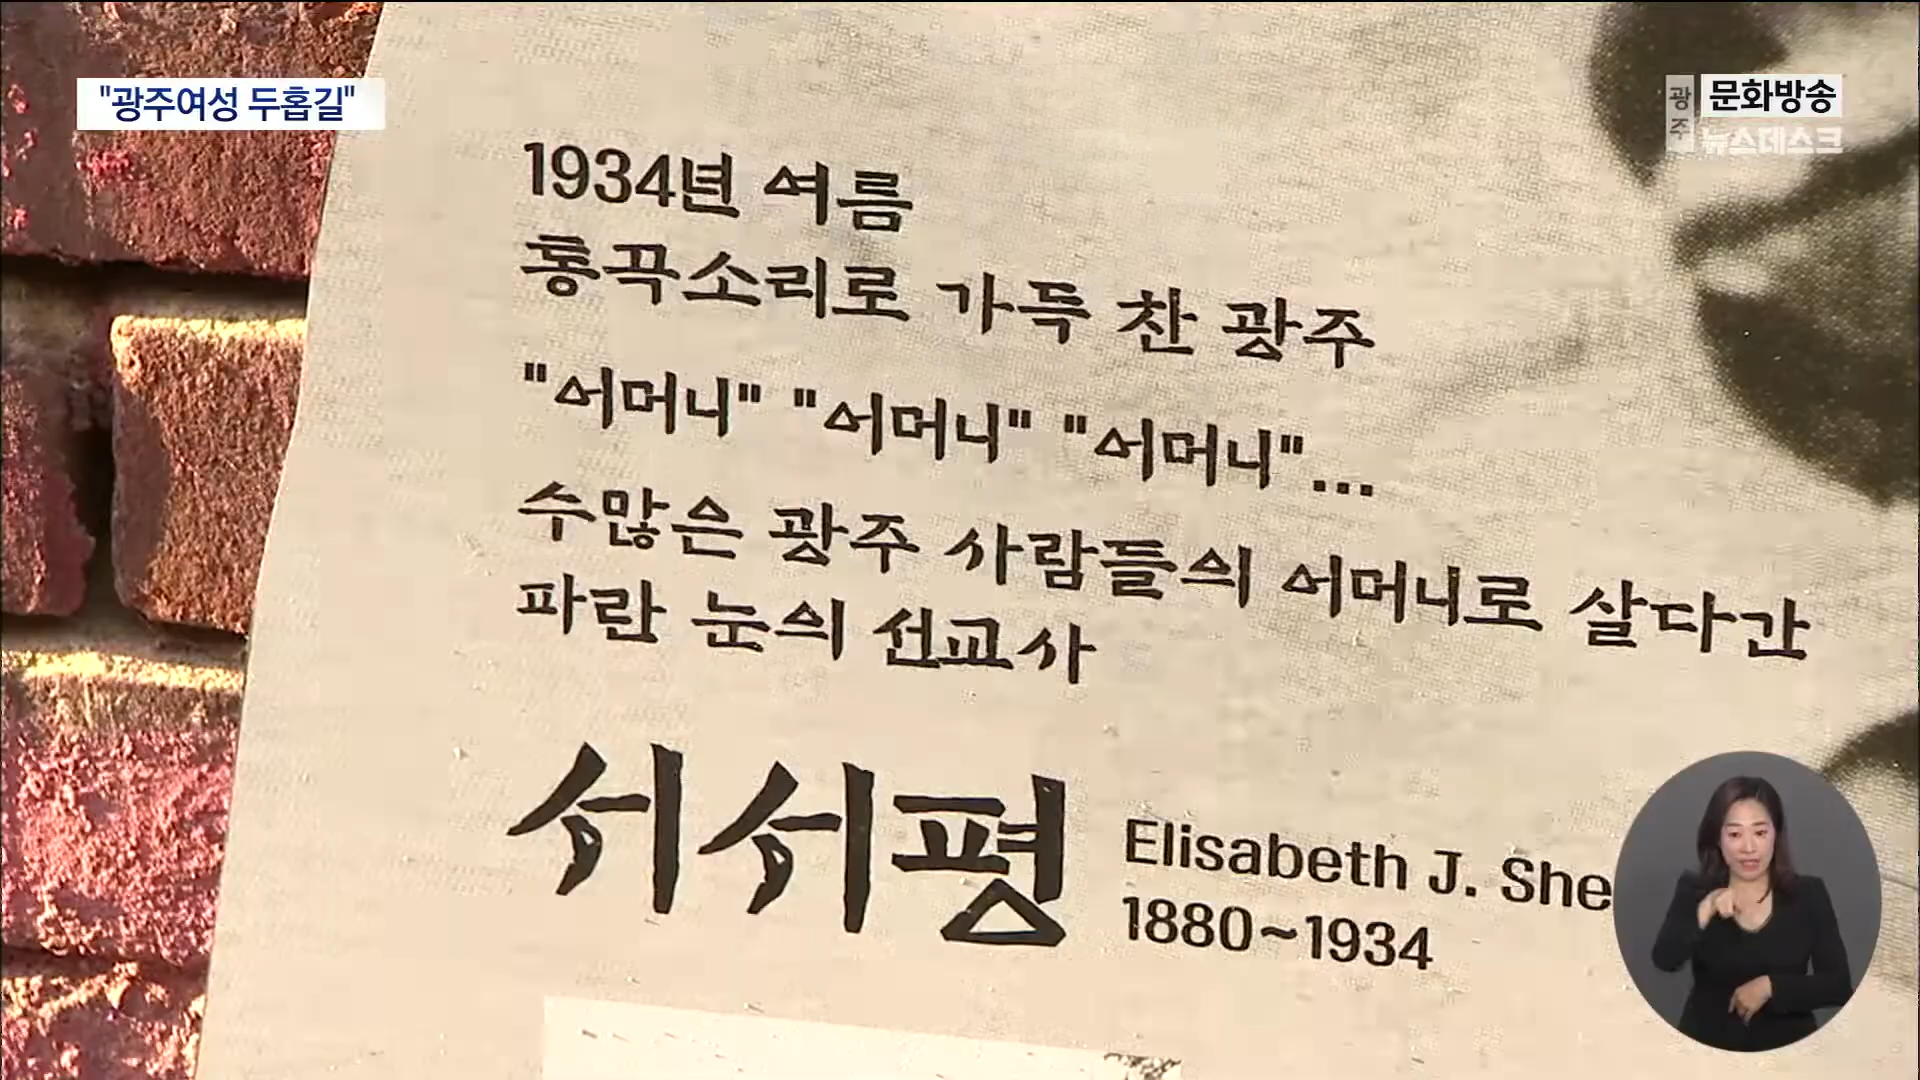 "광주여성 두홉길"
광주
문화방송
뉴스데스크
1934년 여름
통곡소리로 가득 찬 광주
"어머니" "어머니" "어머니"...
수많은 광주 사람들의 어머니로 살다간
파란 눈의 선교사
서서평
Elisabeth J. She
1880~1934